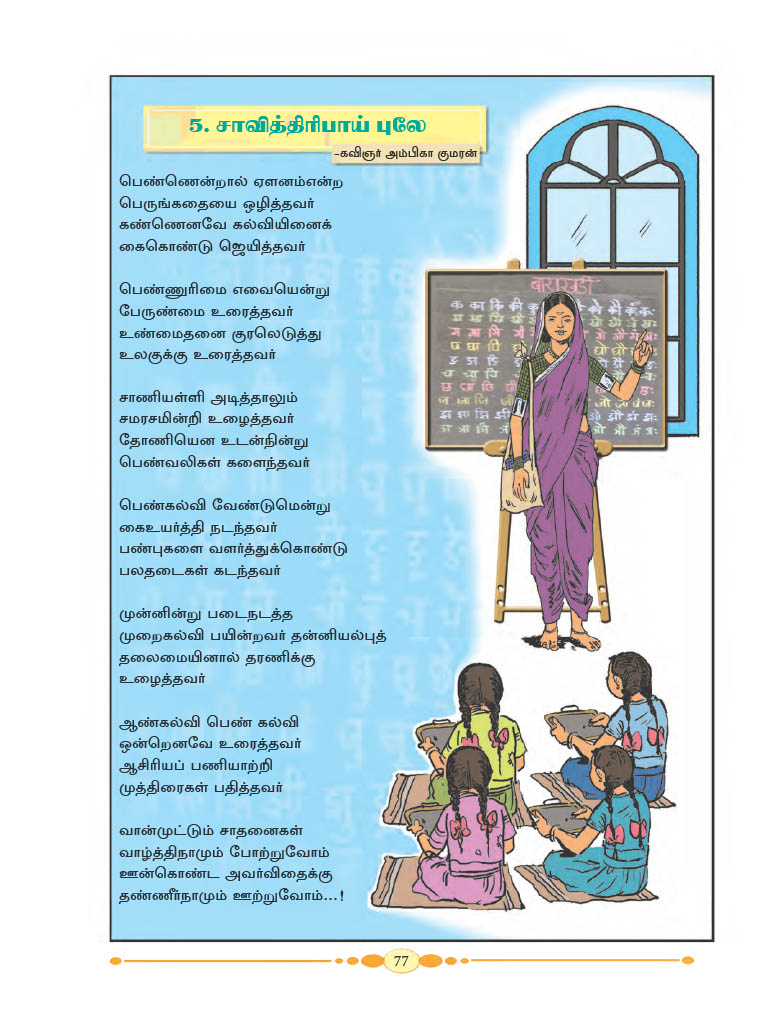 5. சாவித்திரிபாய் புலே
-கவிஞர் அம்பிகா குமரன்
பெண்ணென்றால் ஏளனம்என்ற
பெருங்கதையை ஒழித்தவர்
கண்ணெனவே கல்வியினைக்
கைகொண்டு ஜெயித்தவர்
பெண்ணுரிமை எவையென்று
பேருண்மை உரைத்தவர்
உண்மைதனை குரலெடுத்து
உலகுக்கு உரைத்தவர்
சாணியள்ளி அடித்தாலும்
சமரசமின்றி உழைத்தவர்
தோணியென உடன்நின்று
பெண்வலிகள் களைந்தவர்
பெண்கல்வி வேண்டுமென்று
கைஉயர்த்தி நடந்தவர்
பண்புகளை வளர்த்துக்கொண்டு
பலதடைகள் கடந்தவர்
முன்னின்று படைநடத்த
முறைகல்வி பயின்றவர் தன்னியல்புத்
தலைமையினால் தரணிக்கு
உழைத்தவர்
ஆண்கல்வி பெண் கல்வி
ஒன்றெனவே உரைத்தவர்
ஆசிரியப் பணியாற்றி
முத்திரைகள் பதித்தவர்
வான்முட்டும் சாதனைகள்
வாழ்த்திநாமும் போற்றுவோம்
ஊன்கொண்ட அவர்விதைக்கு
தண்ணீர்நாமும் ஊற்றுவோம்...!
बाराखडी
क का कि की कु
77